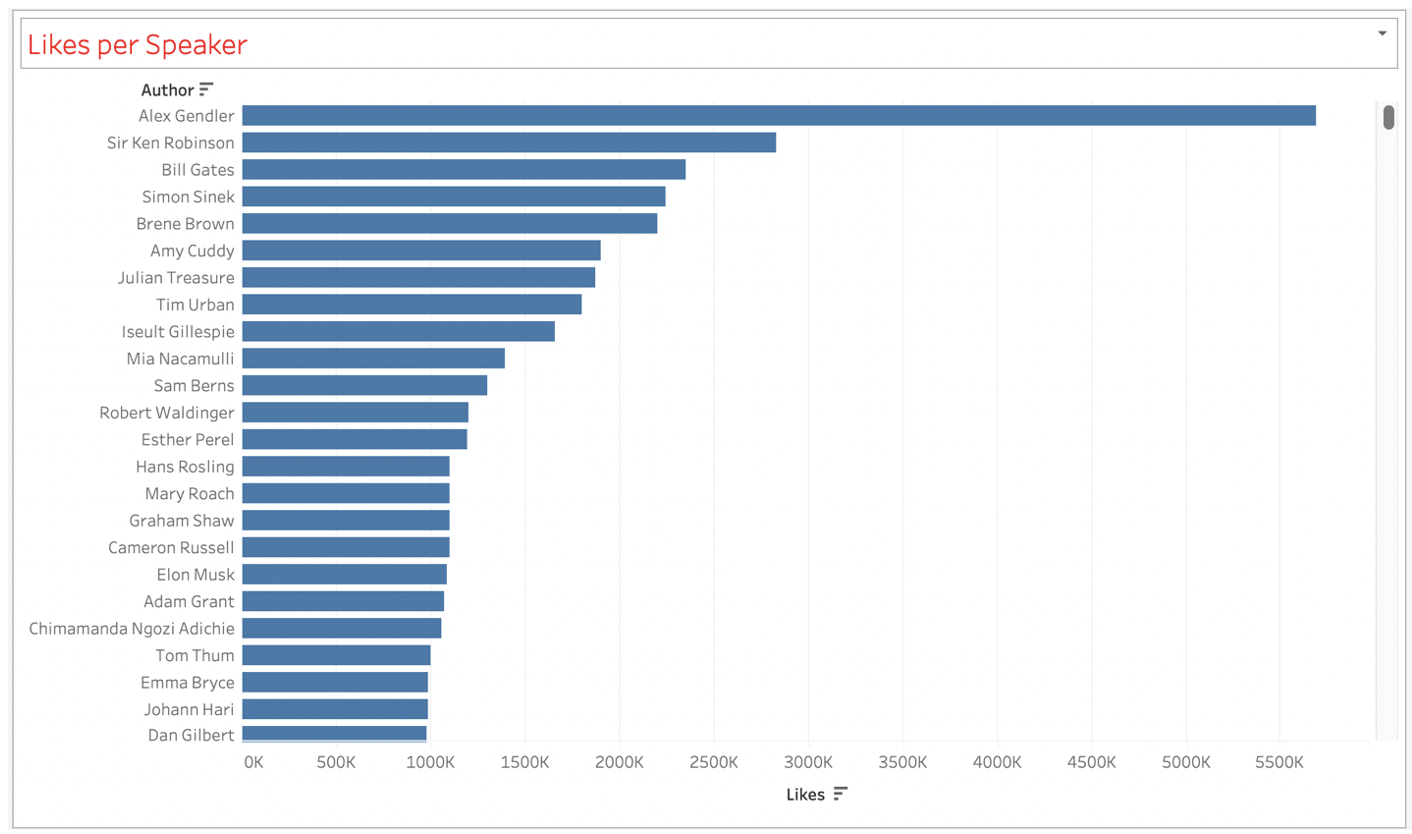 Likes per Speaker
Author
Alex Gendler
Sir Ken Robinson
Bill Gates
Simon Sinek
Brene Brown
Amy Cuddy
Julian Treasure
Tim Urban
Iseult Gillespie
Mia Nacamulli
Sam Berns
Robert Waldinger
Esther Perel
Hans Rosling
Mary Roach
Graham Shaw
Cameron Russell
Elon Musk
Adam Grant
Chimamanda Ngozi Adichie
Tom Thum
Emma Bryce
Johann Hari
Dan Gilbert
0K 500K 1000K 1500K 2000K 2500K 3000K 3500K 4000K 4500K 5000K 5500K
Likes